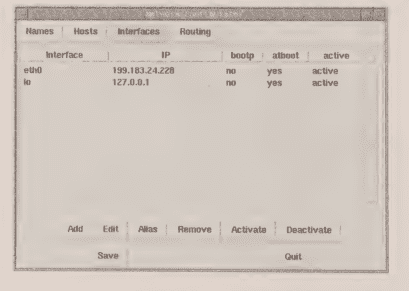 Names Hosts Interfaces Routing
Interface IP bootp atboot active
eth0 199.183.24.228 no yes active
lo 127.0.0.1 no yes active
Add Edit Alias Remove Activate Deactivate
Save Quit